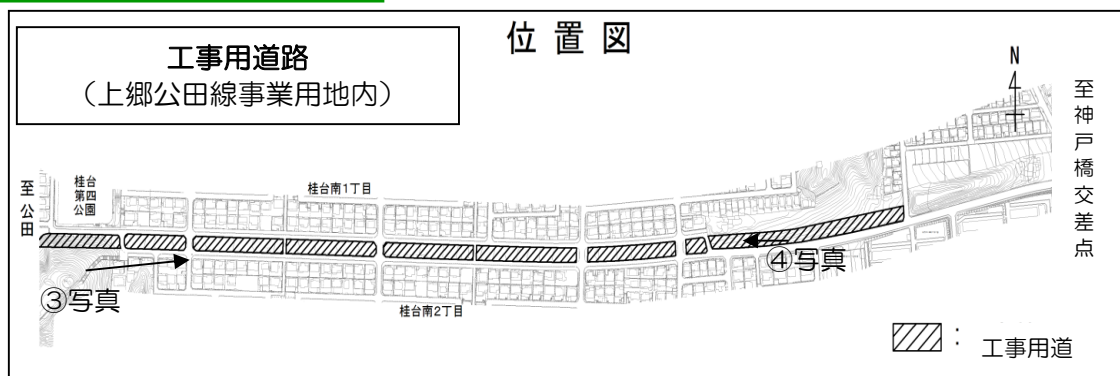 位置図
工事用道路
（上郷公田線事業用地内）
N
至神戸橋交差点
至公田
桂台
第四
公園
桂台南1丁目
③写真
④写真
桂台南2丁目
：
工事用道